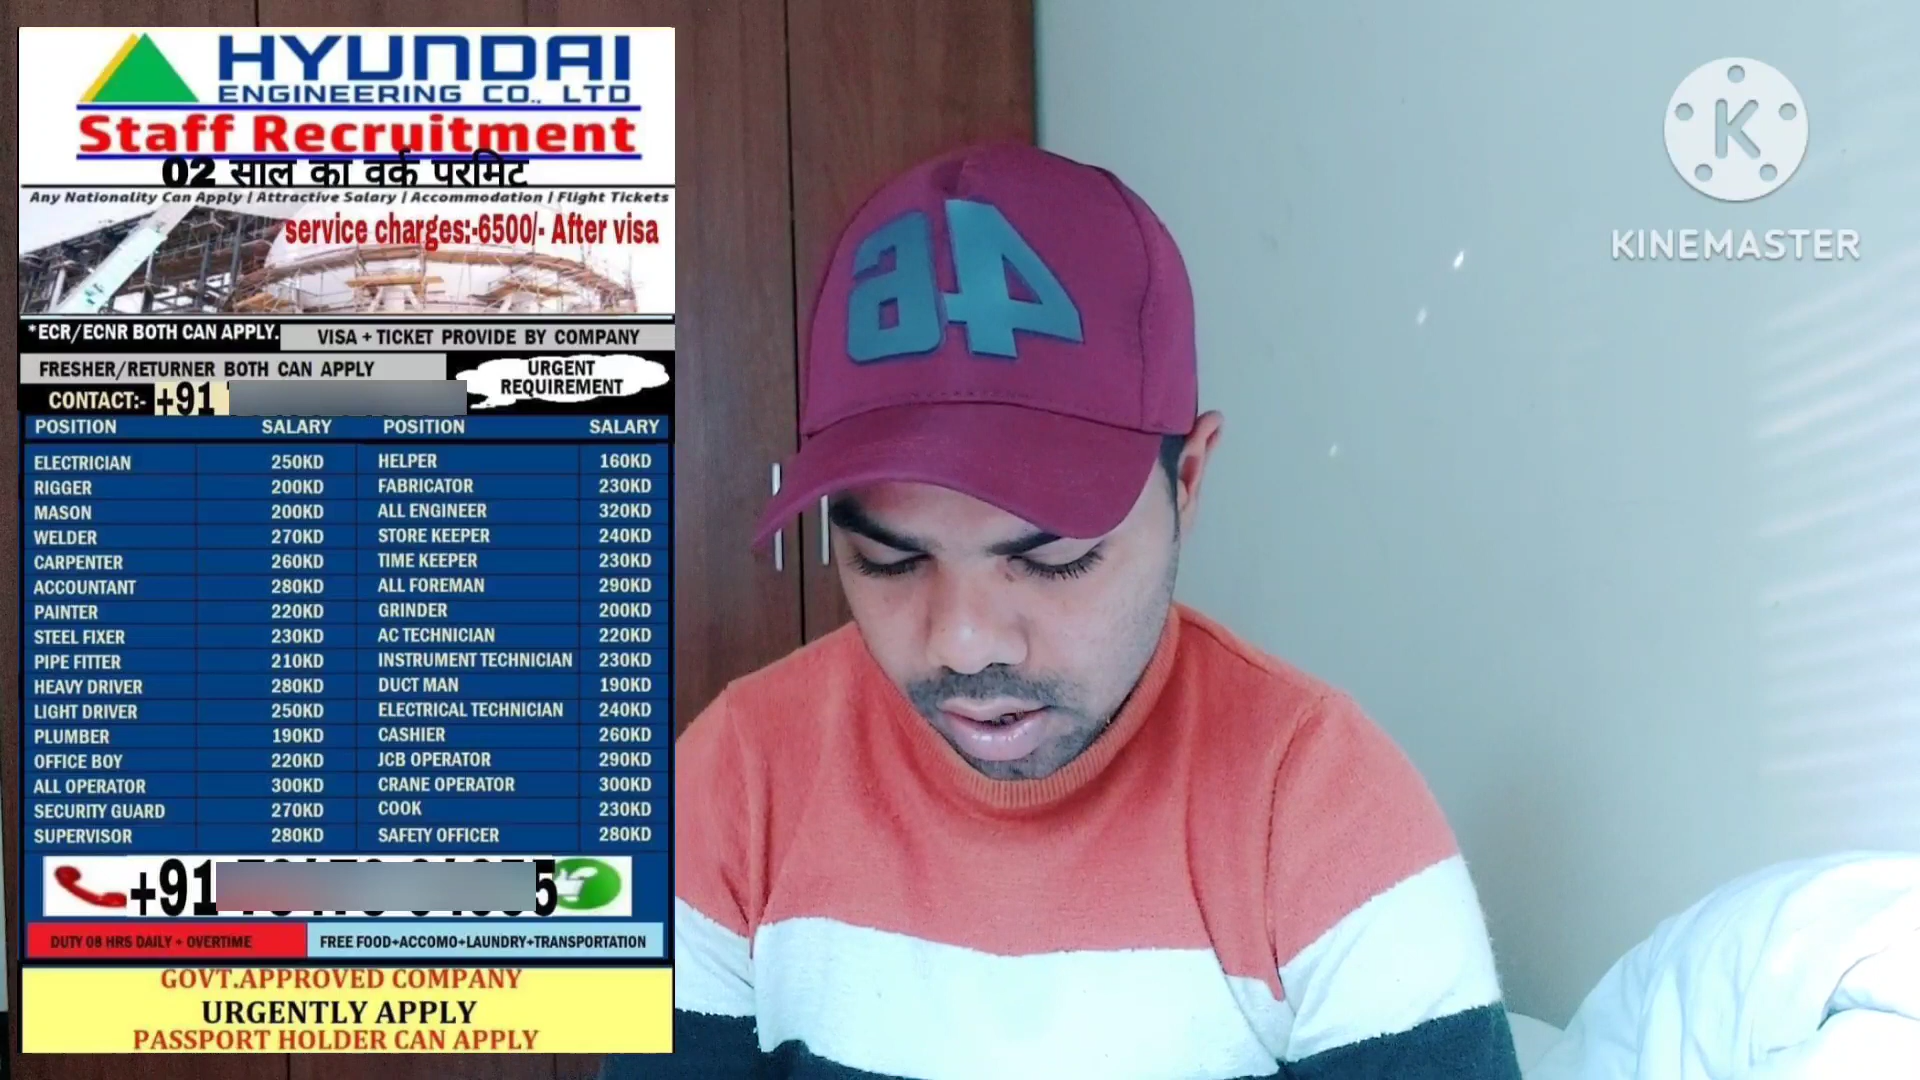 HYUNDAI
ENGINEERING CO., LTD
Staff Recruitment
02 साल का वर्क परमिट
Any Nationality Can Apply | Attractive Salary | Accommodation | Flight Tickets
service charges:-6500/- After visa
*ECR/ECNR BOTH CAN APPLY.
VISA + TICKET PROVIDE BY COMPANY
FRESHER/RETURNER BOTH CAN APPLY
URGENT
REQUIREMENT
CONTACT:- +91
POSITION SALARY POSITION SALARY
ELECTRICIAN 250KD HELPER 160KD
RIGGER 200KD FABRICATOR 230KD
MASON 200KD ALL ENGINEER 320KD
WELDER 270KD STORE KEEPER 240KD
CARPENTER 260KD TIME KEEPER 230KD
ACCOUNTANT 280KD ALL FOREMAN 290KD
PAINTER 220KD GRINDER 200KD
STEEL FIXER 230KD AC TECHNICIAN 220KD
PIPE FITTER 210KD INSTRUMENT TECHNICIAN 230KD
HEAVY DRIVER 280KD DUCT MAN 190KD
LIGHT DRIVER 250KD ELECTRICAL TECHNICIAN 240KD
PLUMBER 190KD CASHIER 260KD
OFFICE BOY 220KD JCB OPERATOR 290KD
ALL OPERATOR 300KD CRANE OPERATOR 300KD
SECURITY GUARD 270KD COOK 230KD
SUPERVISOR 280KD SAFETY OFFICER 280KD
+91 5
DUTY 08 HRS DAILY + OVERTIME
FREE FOOD+ACCOMO+LAUNDRY+TRANSPORTATION
GOVT.APPROVED COMPANY
URGENTLY APPLY
PASSPORT HOLDER CAN APPLY
K
KINEMASTER